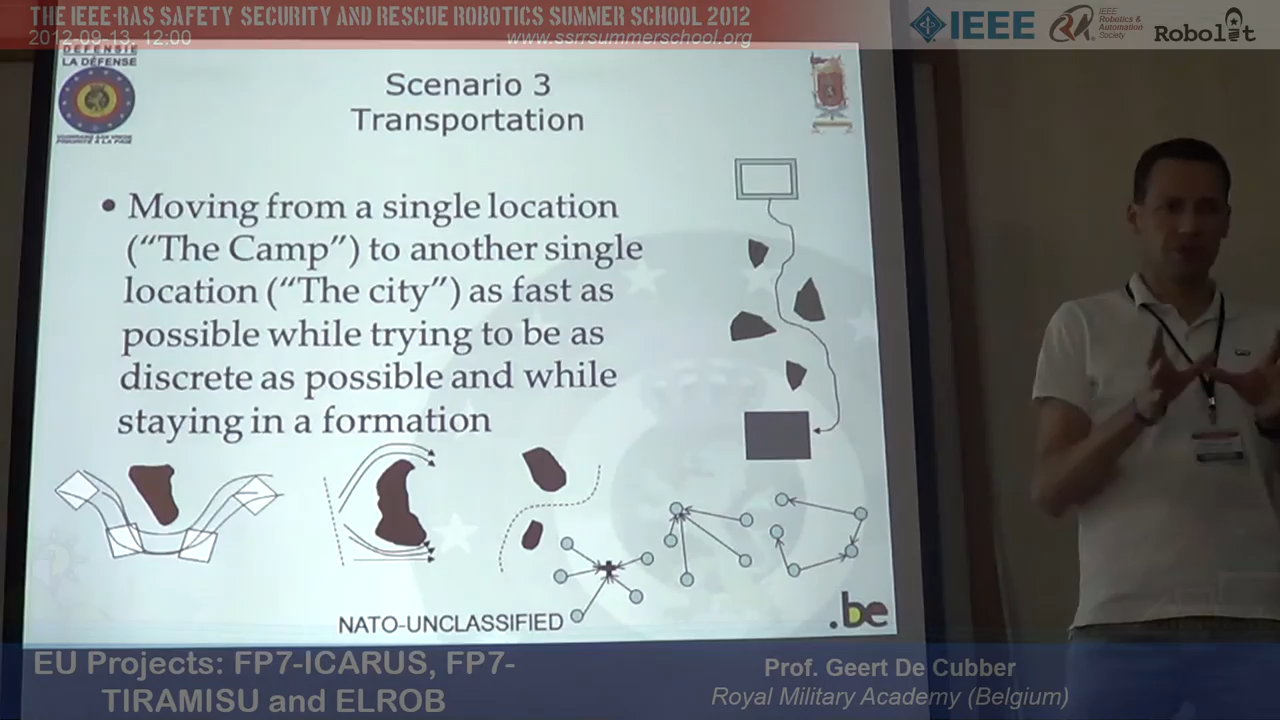 THE IEEE-RAS SAFETY SECURITY AND RESCUE ROBOTICS SUMMER SCHOOL 2012
2012-09-13, 12:00
www.ssrrsummerschool.org
IEEE
IEEE
Robotics &
Automation
Society
Robolit
DEFENSIE
LA DÉFENSE
Scenario 3
Transportation
• Moving from a single location
("The Camp") to another single
location ("The city") as fast as
possible while trying to be as
discrete as possible and while
staying in a formation
NATO-UNCLASSIFIED
.be
EU Projects: FP7-ICARUS, FP7-
TIRAMISU and ELROB
Prof. Geert De Cubber
Royal Military Academy (Belgium)